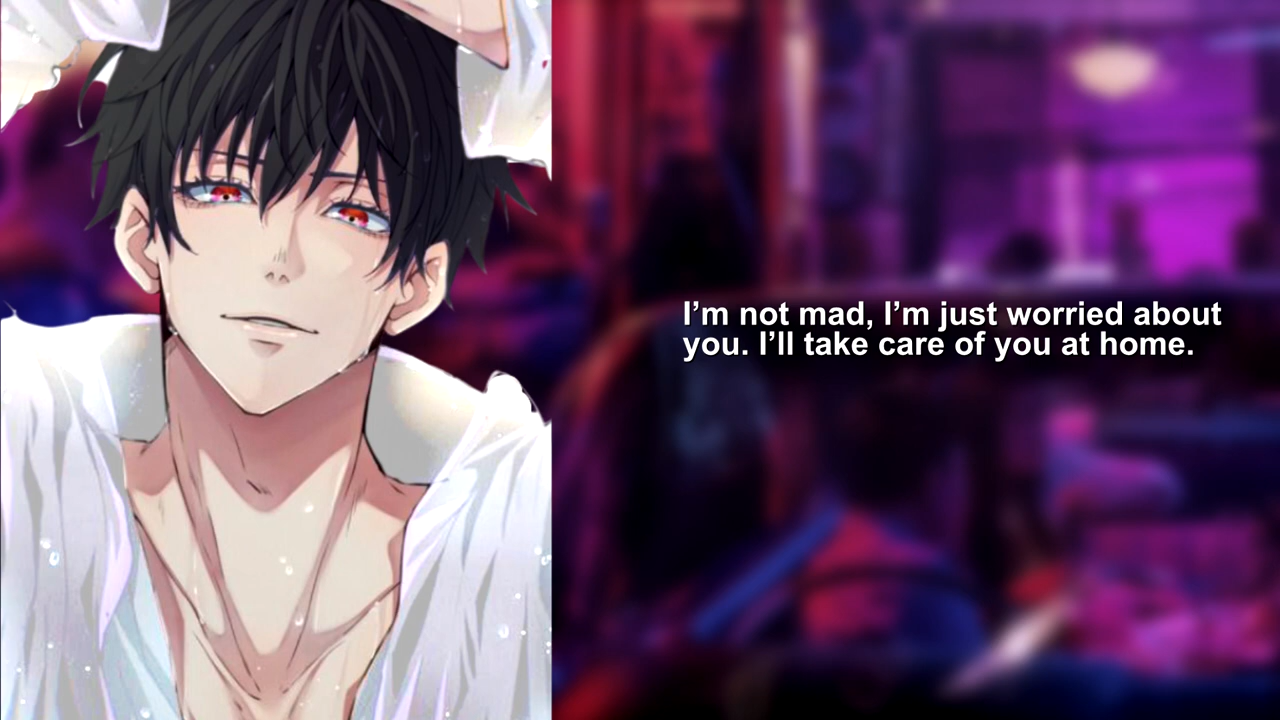 I’m not mad, I’m just worried about
you. I’ll take care of you at home.